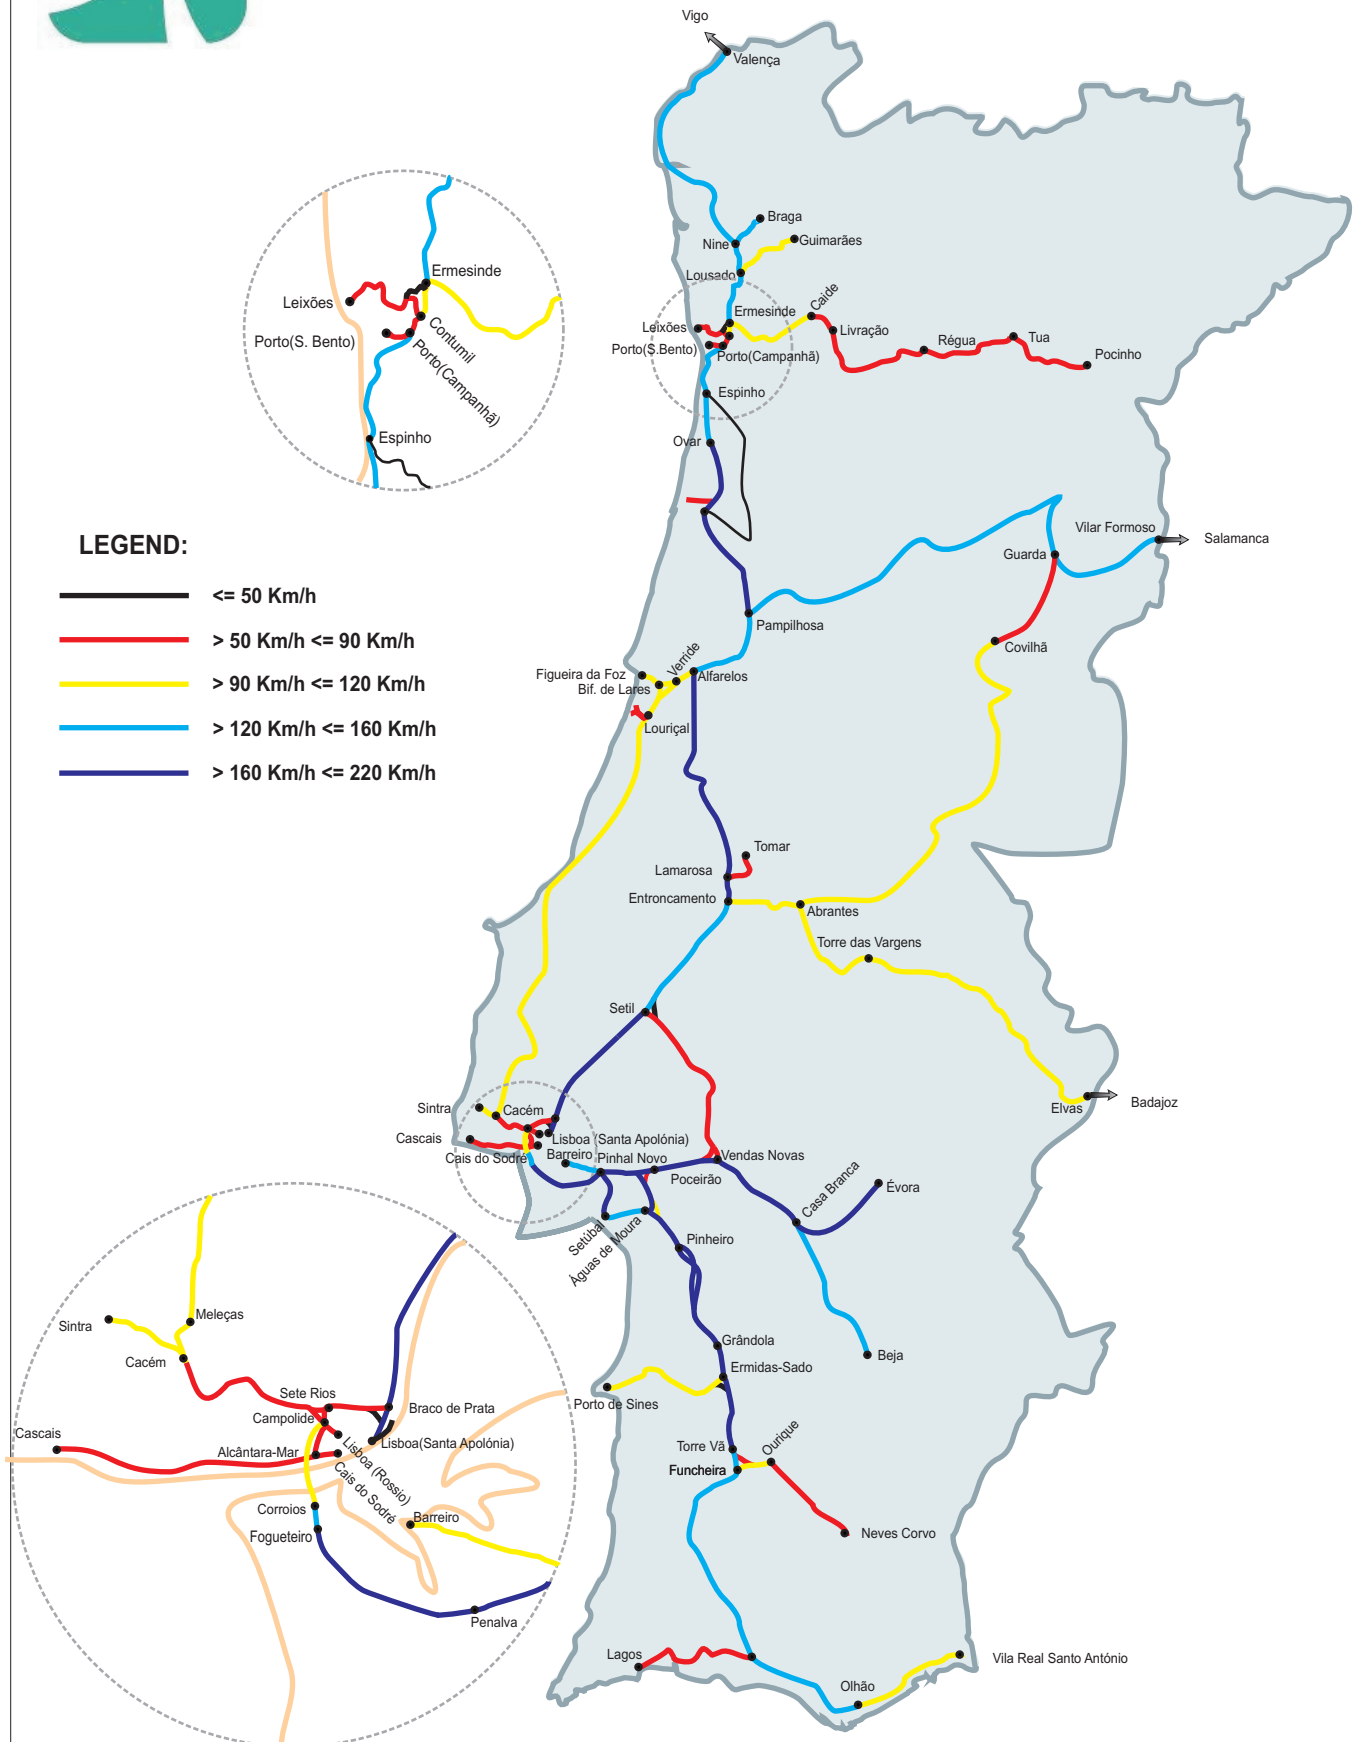 Vigo
Valença
Braga
Guimarães
Nine
Lousado
Ermesinde
Caide
Leixões
Livração
Porto(S.Bento)
Porto(Campanhã)
Régua
Tua
Pocinho
Espinho
Ovar
Ermesinde
Leixões
Contumil
Porto(S. Bento)
Porto(Campanhã)
Espinho
LEGEND:
<= 50 Km/h
> 50 Km/h <= 90 Km/h
> 90 Km/h <= 120 Km/h
> 120 Km/h <= 160 Km/h
> 160 Km/h <= 220 Km/h
Vilar Formoso
Salamanca
Guarda
Pampilhosa
Covilhã
Verride
Figueira da Foz
Alfarelos
Bif. de Lares
Louriçal
Tomar
Lamarosa
Entroncamento
Abrantes
Torre das Vargens
Setil
Elvas
Badajoz
Sintra
Cacém
Cascais
Lisboa (Santa Apolónia)
Cais do Sodré
Barreiro
Pinhal Novo
Vendas Novas
Poceirão
Casa Branca
Évora
Setúbal
Águas de Moura
Pinheiro
Grândola
Ermidas-Sado
Beja
Porto de Sines
Torre Vã
Ourique
Funcheira
Neves Corvo
Lagos
Olhão
Vila Real Santo António
Meleças
Sintra
Cacém
Sete Rios
Campolide
Braco de Prata
Cascais
Alcântara-Mar
Lisboa(Santa Apolónia)
Lisboa (Rossio)
Cais do Sodré
Corroios
Barreiro
Fogueteiro
Penalva